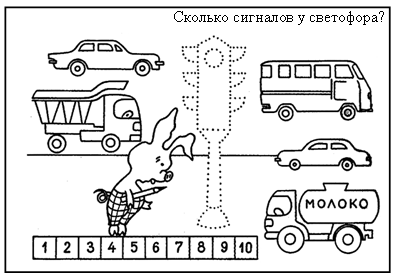 Сколько сигналов у светофора?
МОЛОКО
1 2 3 4 5 6 7 8 9 10